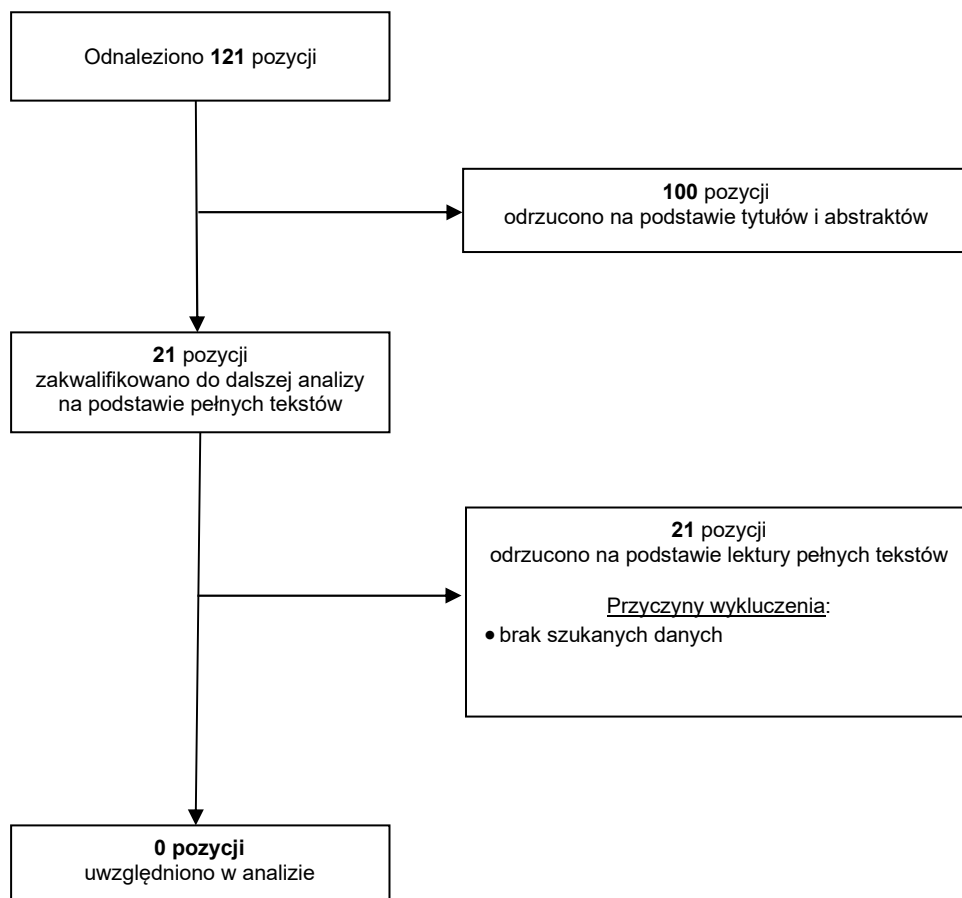 Odnaleziono 121 pozycji
100 pozycji
odrzucono na podstawie tytułów i abstraktów
21 pozycji
zakwalifikowano do dalszej analizy
na podstawie pełnych tekstów
21 pozycji
odrzucono na podstawie lektury pełnych tekstów
Przyczyny wykluczenia:
• brak szukanych danych
0 pozycji
uwzględniono w analizie